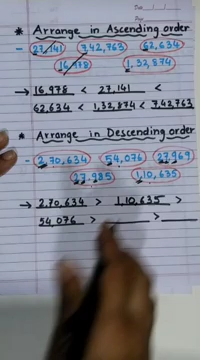 * Arrange in Ascending order
- 27,141 7,42,763 62,634
16,978 1,32,874
→ 16,978 < 27,141 <
62,634 < 1,32,874 < 7,42,763
* Arrange in Descending order
- 2,70,634 54,076 27,969
27,985 1,10,635
→ 2,70,634 > 1,10,635 >
54,076 > >